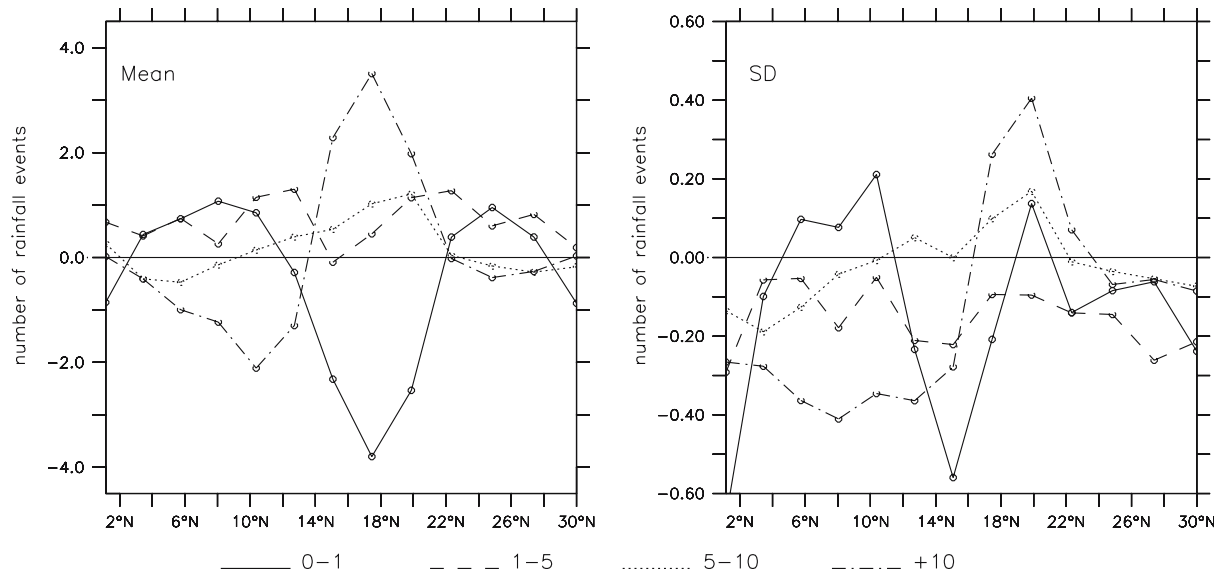 Mean
number of rainfall events
4.0
2.0
0.0
-2.0
-4.0
2°N 6°N 10°N 14°N 18°N 22°N 26°N 30°N
SD
number of rainfall events
0.60
0.40
0.20
0.00
-0.20
-0.40
-0.60
2°N 6°N 10°N 14°N 18°N 22°N 26°N 30°N
0-1 1-5 5-10 +10